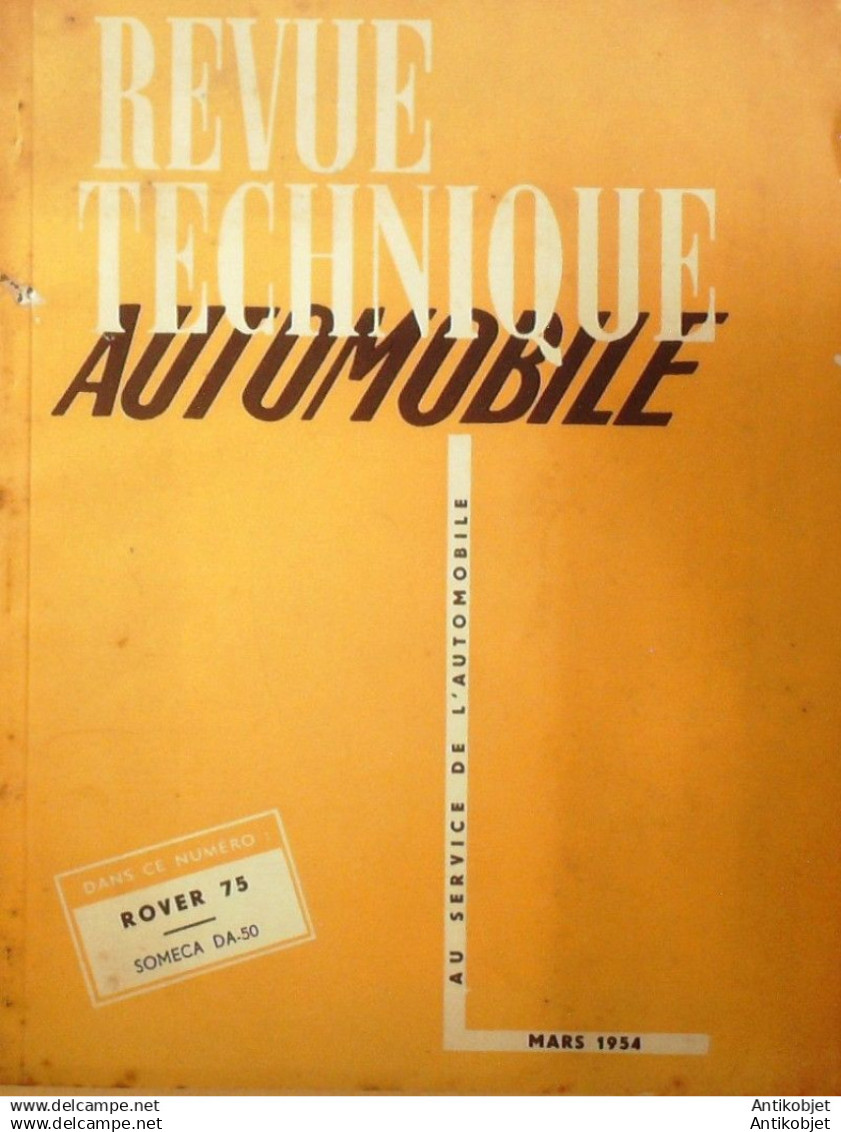 REVUE
TECHNIQUE
AUTOMOBILE
AU SERVICE DE L'AUTOMOBILE
DANS CE NUMÉRO :
ROVER 75
SOMECA DA-50
MARS 1954
www.delcampe.net Antikobjet
www.delcampe.net Antikobjet